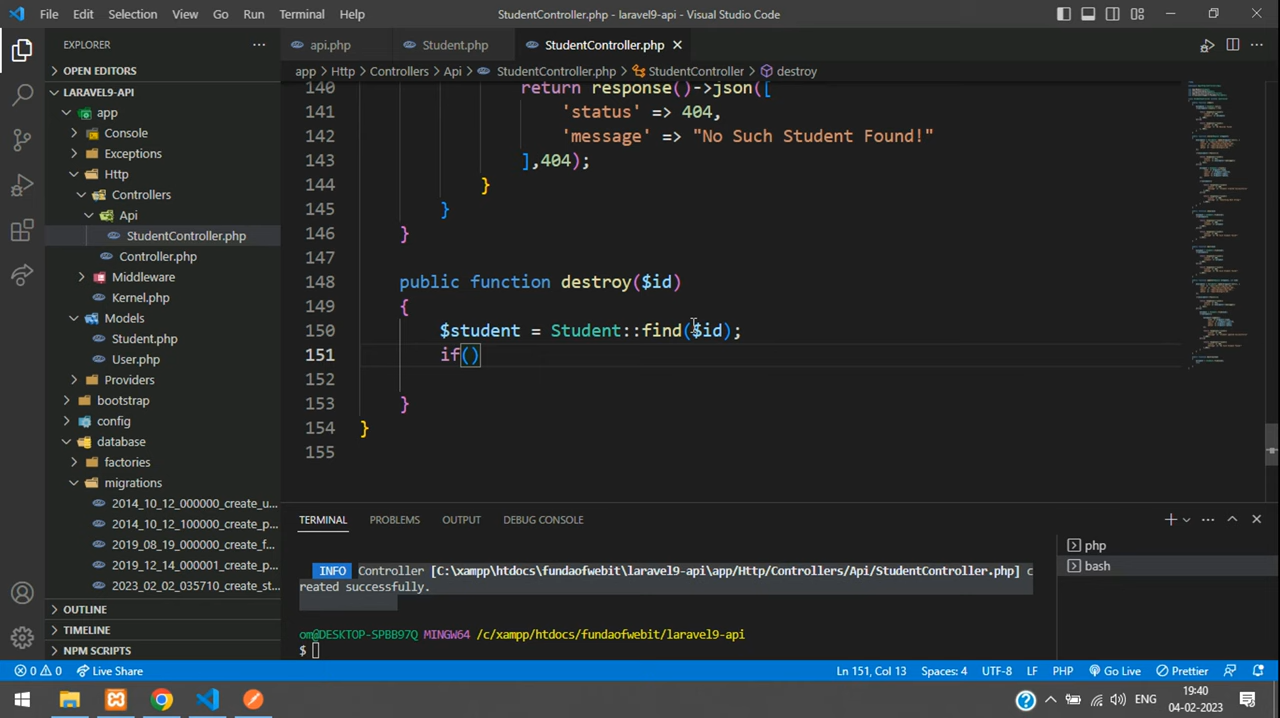 File Edit Selection View Go Run Terminal Help StudentController.php - laravel9-api - Visual Studio Code
EXPLORER
OPEN EDITORS
LARAVEL9-API
app
Console
Exceptions
Http
Controllers
Api
StudentController.php
Controller.php
Middleware
Kernel.php
Models
Student.php
User.php
Providers
bootstrap
config
database
factories
migrations
2014_10_12_000000_create_u...
2014_10_12_100000_create_p...
2019_08_19_000000_create_f...
2019_12_14_000001_create_p...
2023_02_02_035710_create_st...
OUTLINE
TIMELINE
NPM SCRIPTS
api.php Student.php StudentController.php
app > Http > Controllers > Api > StudentController.php > StudentController > destroy
140 return response()->json([
141 'status' => 404,
142 'message' => "No Such Student Found!"
143 ],404);
144 }
145 }
146 }
147
148 public function destroy($id)
149 {
150 $student = Student::find($id);
151 if()
152
153 }
154 }
155
TERMINAL PROBLEMS OUTPUT DEBUG CONSOLE
INFO Controller [C:\xampp\htdocs\fundaofwebit\laravel9-api\app/Http/Controllers/Api/StudentController.php] c
reated successfully.
om@DESKTOP-SPBB97Q MINGW64 /c/xampp/htdocs/fundaofwebit/laravel9-api
$
php
bash
0 0 Live Share Ln 151, Col 13 Spaces: 4 UTF-8 LF PHP Go Live Prettier
ENG 19:40
04-02-2023